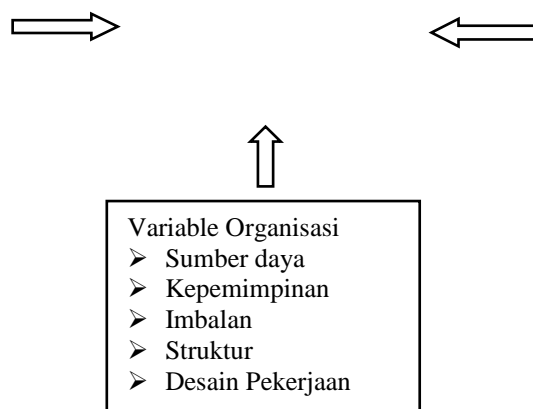 Variable Organisasi
➢ Sumber daya
➢ Kepemimpinan
➢ Imbalan
➢ Struktur
➢ Desain Pekerjaan